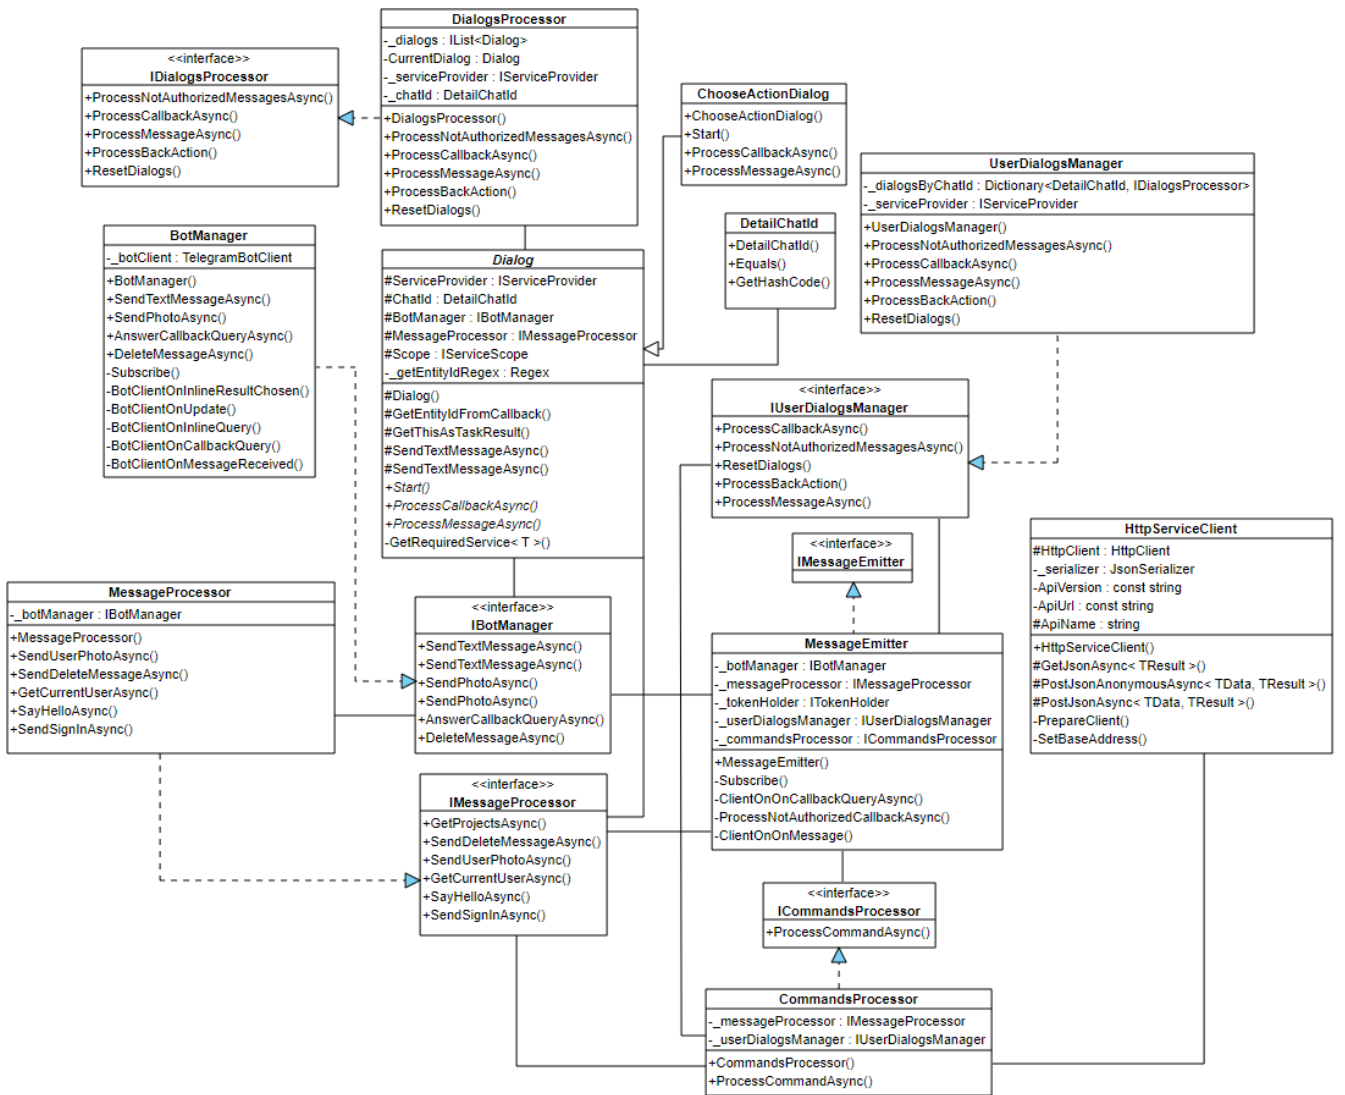 DialogsProcessor
-_dialogs : IList<Dialog>
-CurrentDialog : Dialog
-_serviceProvider : IServiceProvider
-_chatId : DetailChatId
+DialogsProcessor()
+ProcessNotAuthorizedMessagesAsync()
+ProcessCallbackAsync()
+ProcessMessageAsync()
+ProcessBackAction()
+ResetDialogs()
<<interface>>
IDialogsProcessor
+ProcessNotAuthorizedMessagesAsync()
+ProcessCallbackAsync()
+ProcessMessageAsync()
+ProcessBackAction()
+ResetDialogs()
ChooseActionDialog
+ChooseActionDialog()
+Start()
+ProcessCallbackAsync()
+ProcessMessageAsync()
UserDialogsManager
-_dialogsByChatId : Dictionary<DetailChatId, IDialogsProcessor>
-_serviceProvider : IServiceProvider
+UserDialogsManager()
+ProcessNotAuthorizedMessagesAsync()
+ProcessCallbackAsync()
+ProcessMessageAsync()
+ProcessBackAction()
+ResetDialogs()
DetailChatId
+DetailChatId()
+Equals()
+GetHashCode()
BotManager
-_botClient : TelegramBotClient
+BotManager()
+SendTextMessageAsync()
+SendPhotoAsync()
+AnswerCallbackQueryAsync()
+DeleteMessageAsync()
-Subscribe()
-BotClientOnInlineResultChosen()
-BotClientOnUpdate()
-BotClientOnInlineQuery()
-BotClientOnCallbackQuery()
-BotClientOnMessageReceived()
Dialog
#ServiceProvider : IServiceProvider
#ChatId : DetailChatId
#BotManager : IBotManager
#MessageProcessor : IMessageProcessor
#Scope : IServiceScope
-_getEntityIdRegex : Regex
#Dialog()
#GetEntityIdFromCallback()
#GetThisAsTaskResult()
#SendTextMessageAsync()
#SendTextMessageAsync()
+Start()
+ProcessCallbackAsync()
+ProcessMessageAsync()
-GetRequiredService< T >()
<<interface>>
IUserDialogsManager
+ProcessCallbackAsync()
+ProcessNotAuthorizedMessagesAsync()
+ResetDialogs()
+ProcessBackAction()
+ProcessMessageAsync()
<<interface>>
IMessageEmitter
HttpServiceClient
#HttpClient : HttpClient
-_serializer : JsonSerializer
-ApiVersion : const string
-ApiUrl : const string
#ApiName : string
+HttpServiceClient()
#GetJsonAsync< TResult >()
#PostJsonAnonymousAsync< TData, TResult >()
#PostJsonAsync< TData, TResult >()
-PrepareClient()
-SetBaseAddress()
MessageProcessor
-_botManager : IBotManager
+MessageProcessor()
+SendUserPhotoAsync()
+SendDeleteMessageAsync()
+GetCurrentUserAsync()
+SayHelloAsync()
+SendSignInAsync()
<<interface>>
IBotManager
+SendTextMessageAsync()
+SendTextMessageAsync()
+SendPhotoAsync()
+SendPhotoAsync()
+AnswerCallbackQueryAsync()
+DeleteMessageAsync()
MessageEmitter
-_botManager : IBotManager
-_messageProcessor : IMessageProcessor
-_tokenHolder : ITokenHolder
-_userDialogsManager : IUserDialogsManager
-_commandsProcessor : ICommandsProcessor
+MessageEmitter()
-Subscribe()
-ClientOnOnCallbackQueryAsync()
-ProcessNotAuthorizedCallbackAsync()
-ClientOnOnMessage()
<<interface>>
IMessageProcessor
+GetProjectsAsync()
+SendDeleteMessageAsync()
+SendUserPhotoAsync()
+GetCurrentUserAsync()
+SayHelloAsync()
+SendSignInAsync()
<<interface>>
ICommandsProcessor
+ProcessCommandAsync()
CommandsProcessor
-_messageProcessor : IMessageProcessor
-_userDialogsManager : IUserDialogsManager
+CommandsProcessor()
+ProcessCommandAsync()